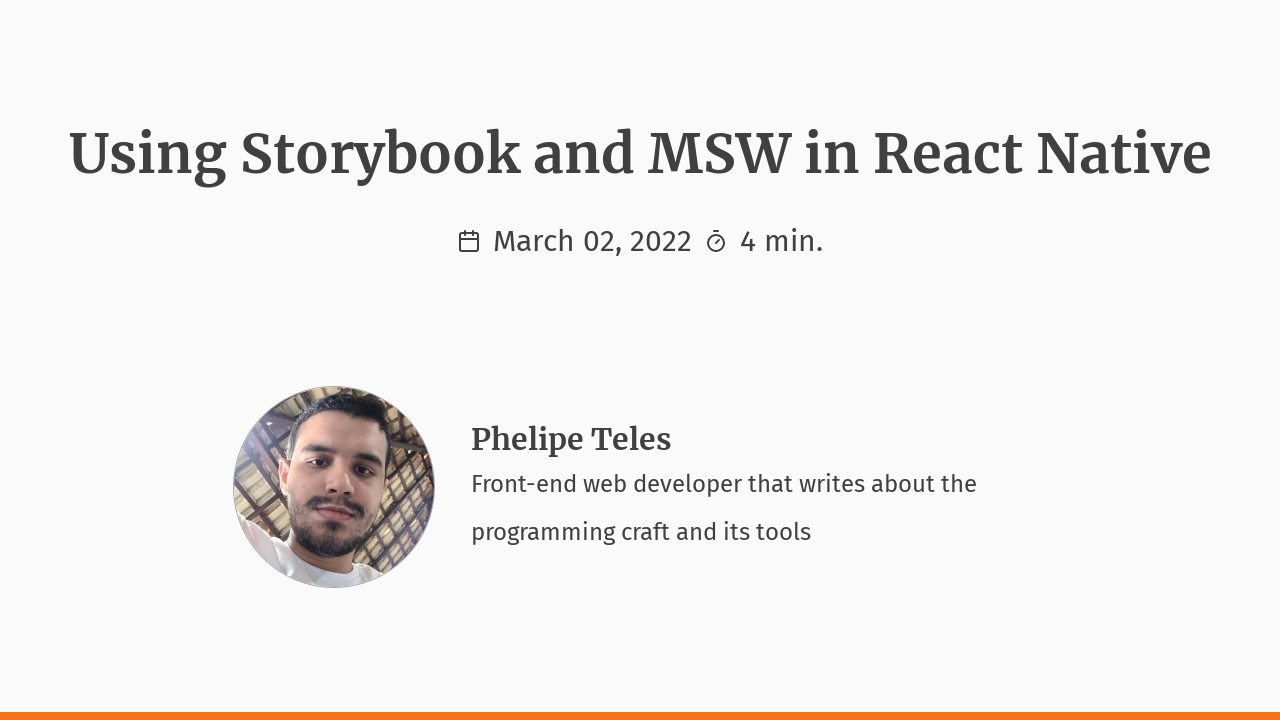 Using Storybook and MSW in React Native
March 02, 2022 4 min.
Phelipe Teles
Front-end web developer that writes about the
programming craft and its tools